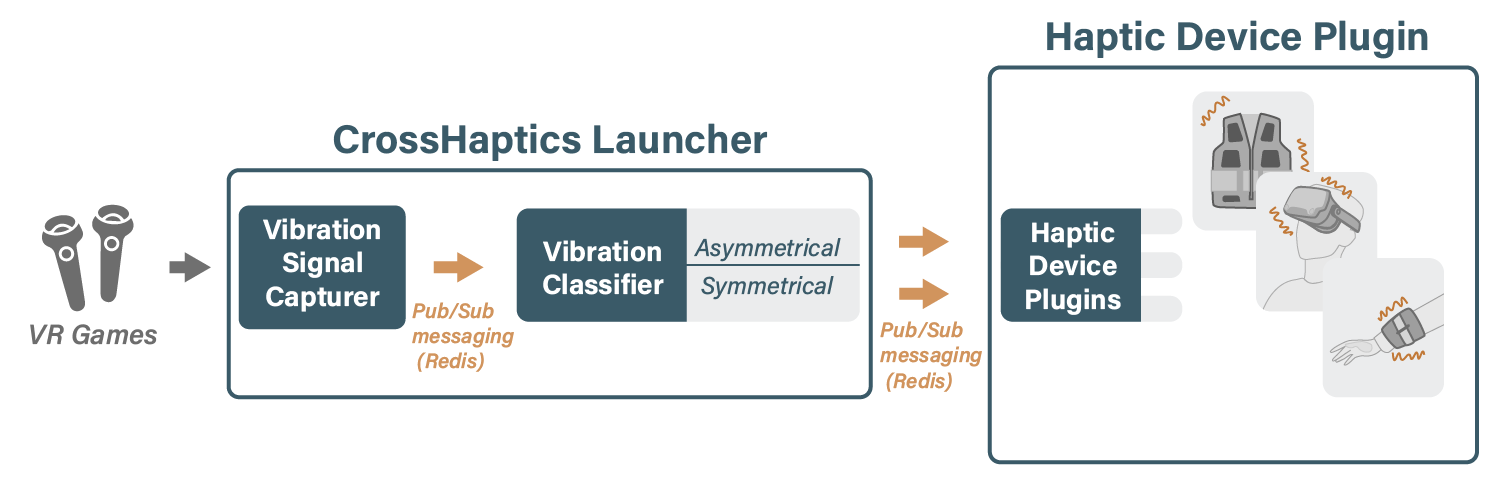 Haptic Device Plugin
CrossHaptics Launcher
VR Games
Vibration
Signal
Capturer
Pub/Sub
messaging
(Redis)
Vibration
Classifier
Asymmetrical
Symmetrical
Pub/Sub
messaging
(Redis)
Haptic
Device
Plugins